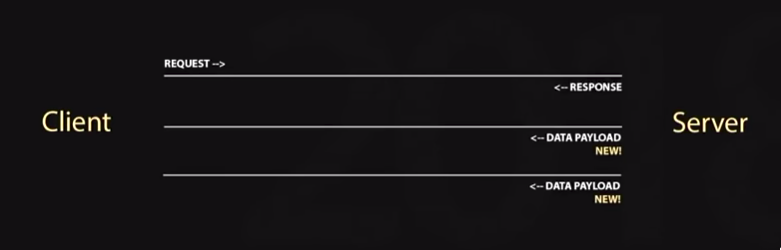 REQUEST -->
<-- RESPONSE
Client
Server
<-- DATA PAYLOAD
NEW!
<-- DATA PAYLOAD
NEW!